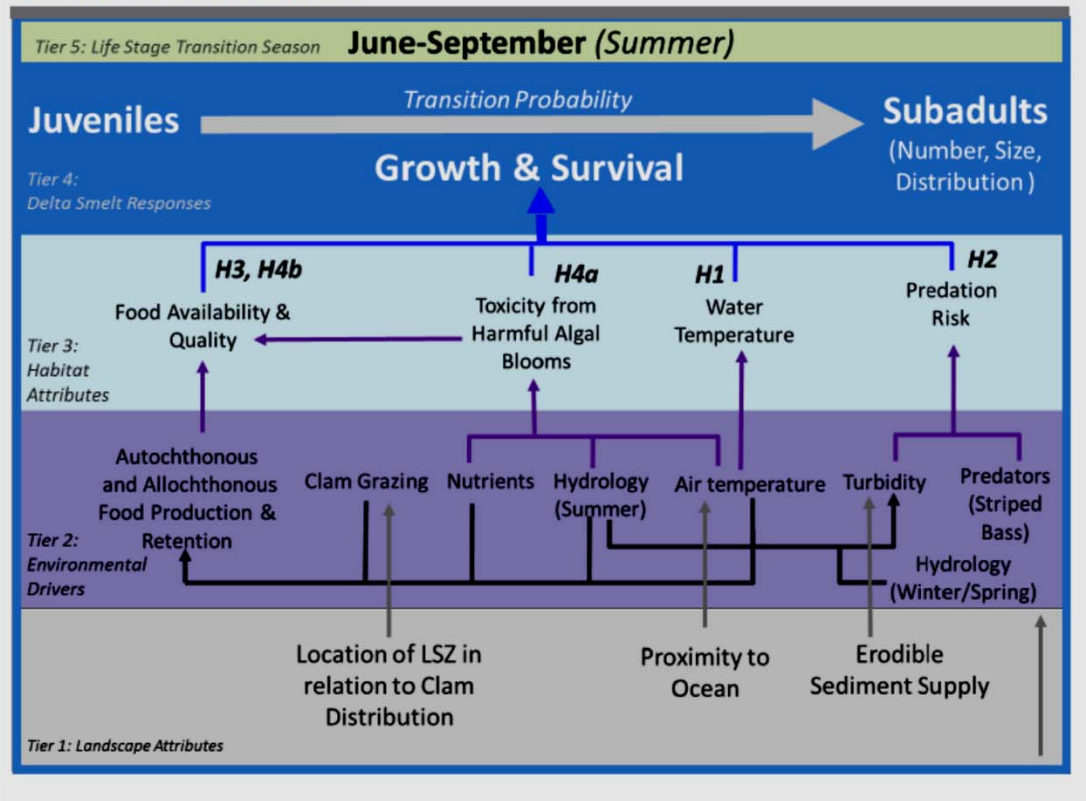 Tier 5: Life Stage Transition Season June-September (Summer)
Transition Probability
Juveniles
Subadults
(Number, Size,
Distribution )
Growth & Survival
Tier 4:
Delta Smelt Responses
H3, H4b
H4a
H1
H2
Food Availability &
Quality
Toxicity from
Harmful Algal
Blooms
Water
Temperature
Predation
Risk
Tier 3:
Habitat
Attributes
Autochthonous
and Allochthonous
Food Production &
Retention
Clam Grazing
Nutrients
Hydrology
(Summer)
Air temperature
Turbidity
Predators
(Striped
Bass)
Hydrology
(Winter/Spring)
Tier 2:
Environmental
Drivers
Location of LSZ in
relation to Clam
Distribution
Proximity to
Ocean
Erodible
Sediment Supply
Tier 1: Landscape Attributes